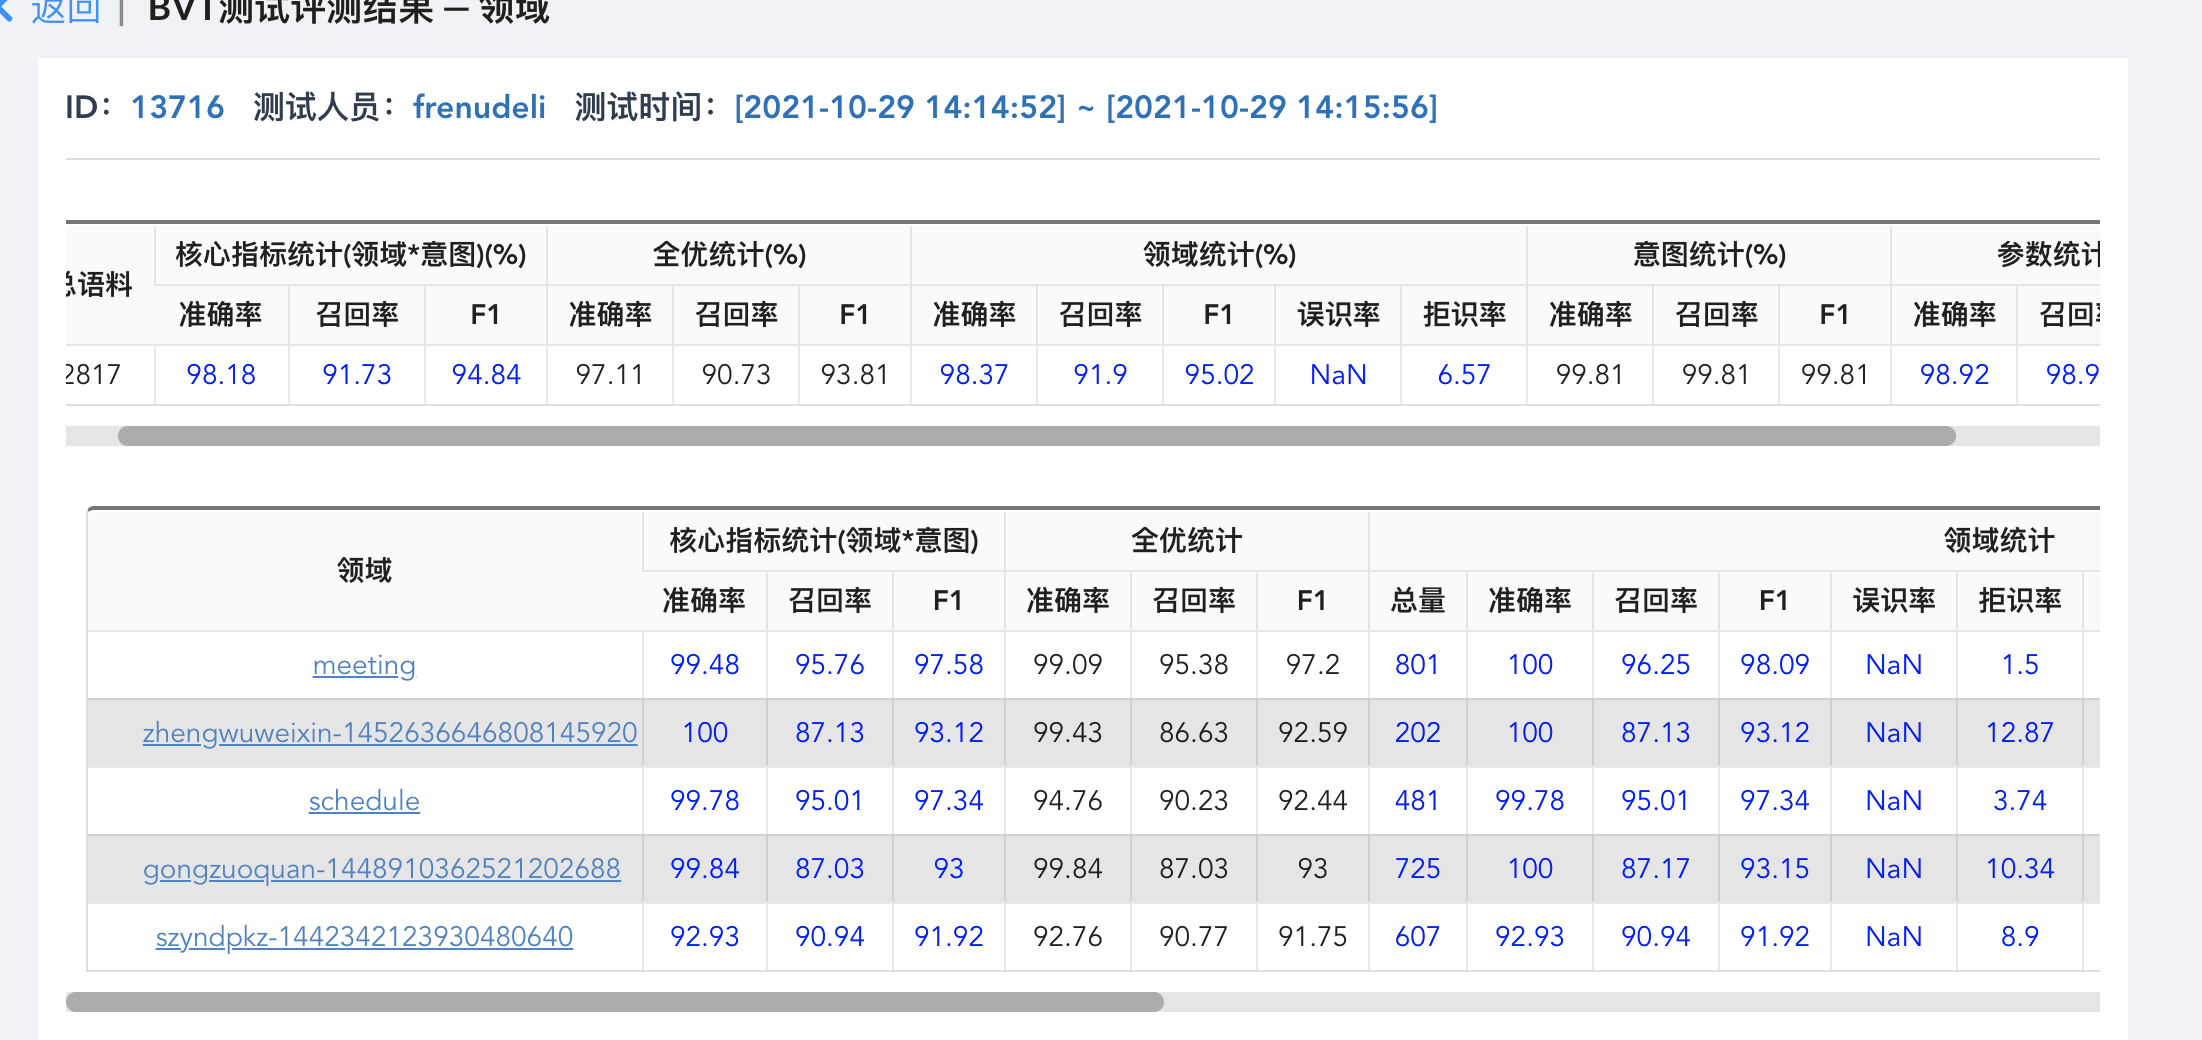 返回 | BVT测试评测结果 — 领域
ID： 13716 测试人员： frenudeli 测试时间： [2021-10-29 14:14:52] ~ [2021-10-29 14:15:56]
总语料 核心指标统计(领域*意图)(%) 全优统计(%) 领域统计(%) 意图统计(%) 参数统计
准确率 召回率 F1 准确率 召回率 F1 准确率 召回率 F1 误识率 拒识率 准确率 召回率 F1 准确率 召回
2817 98.18 91.73 94.84 97.11 90.73 93.81 98.37 91.9 95.02 NaN 6.57 99.81 99.81 99.81 98.92 98.9
领域 核心指标统计(领域*意图) 全优统计 领域统计
准确率 召回率 F1 准确率 召回率 F1 总量 准确率 召回率 F1 误识率 拒识率
meeting 99.48 95.76 97.58 99.09 95.38 97.2 801 100 96.25 98.09 NaN 1.5
zhengwuweixin-1452636646808145920 100 87.13 93.12 99.43 86.63 92.59 202 100 87.13 93.12 NaN 12.87
schedule 99.78 95.01 97.34 94.76 90.23 92.44 481 99.78 95.01 97.34 NaN 3.74
gongzuoquan-1448910362521202688 99.84 87.03 93 99.84 87.03 93 725 100 87.17 93.15 NaN 10.34
szyndpkz-1442342123930480640 92.93 90.94 91.92 92.76 90.77 91.75 607 92.93 90.94 91.92 NaN 8.9